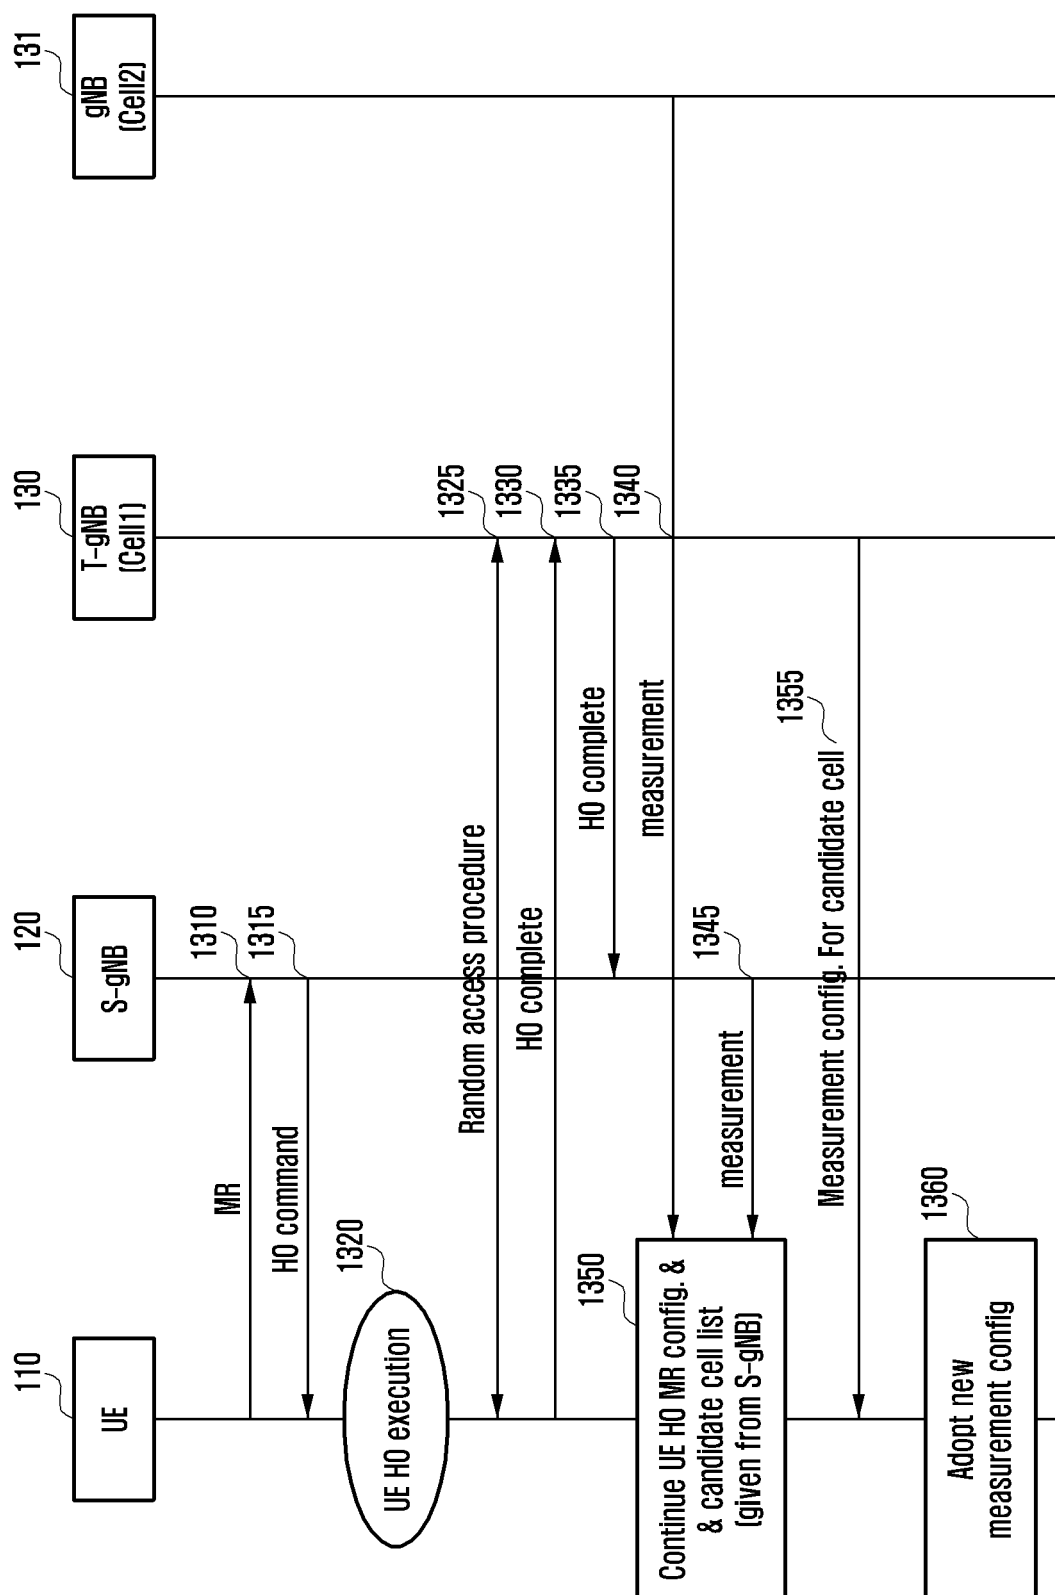 110
UE
120
S-gNB
130
T-gNB
(Cell1)
131
gNB
(Cell2)
MR
1310
HO command
1315
UE HO execution
1320
Random access procedure
1325
HO complete
1330
HO complete
1335
measurement
1340
measurement
1345
1350
Continue UE HO MR config. &
& candidate cell list
(given from S-gNB)
Measurement config. For candidate cell
1355
1360
Adopt new
measurement config